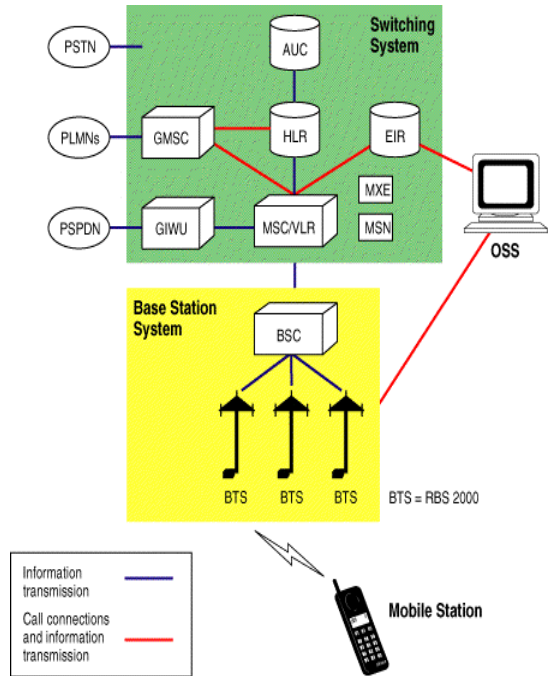 PSTN
AUC
Switching
System
PLMNs
GMSC
HLR
EIR
MXE
PSPDN
GIWU
MSC/VLR
MSN
OSS
Base Station
System
BSC
BTS
BTS
BTS
BTS = RBS 2000
Information
transmission
Call connections
and information
transmission
Mobile Station